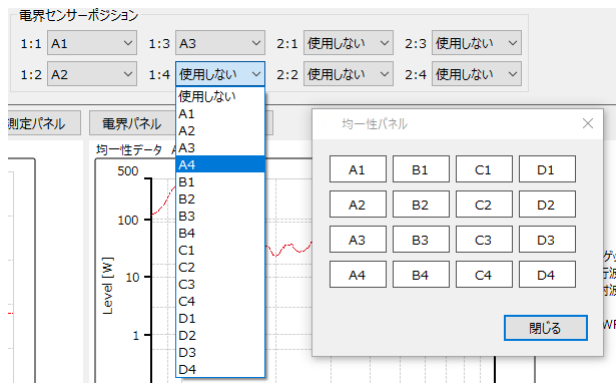 電界センサーポジション
1:1 A1 1:3 A3 2:1 使用しない 2:3 使用しない
1:2 A2 1:4 使用しない 2:2 使用しない 2:4 使用しない
使用しない
A1
A2
A3
A4
B1
B2
B3
B4
C1
C2
C3
C4
D1
D2
D3
D4
測定パネル 電界パネル
均一性データ
500
100
10
1
Level [W]
均一性パネル
A1 B1 C1 D1
A2 B2 C2 D2
A3 B3 C3 D3
A4 B4 C4 D4
閉じる